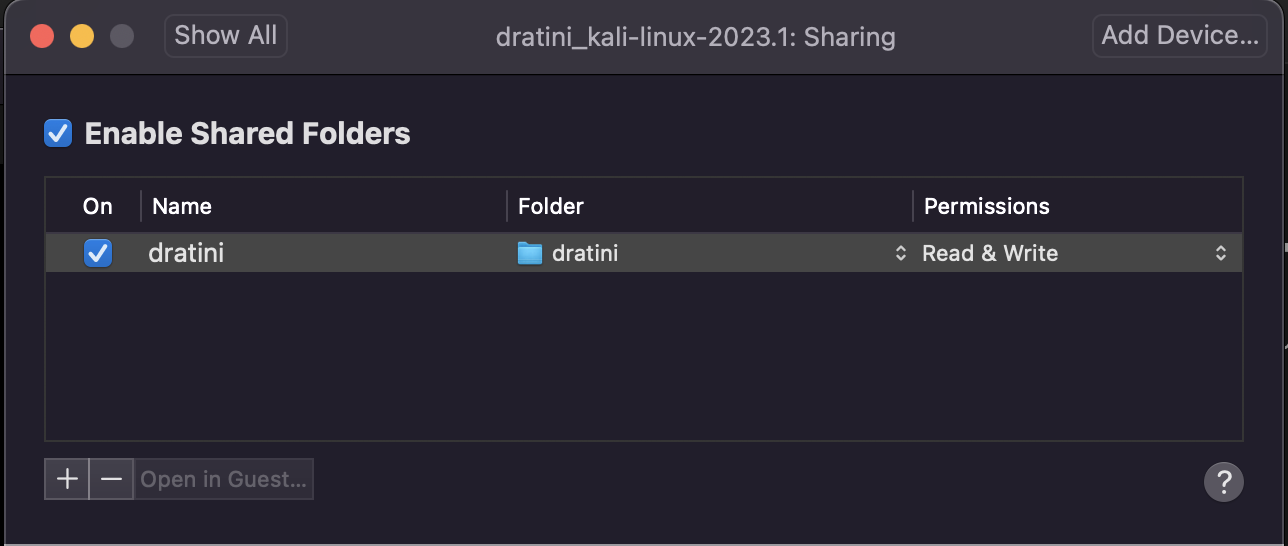 Show All dratini_kali-linux-2023.1: Sharing Add Device...
Enable Shared Folders
On Name Folder Permissions
dratini dratini Read & Write
+ − Open in Guest... ?